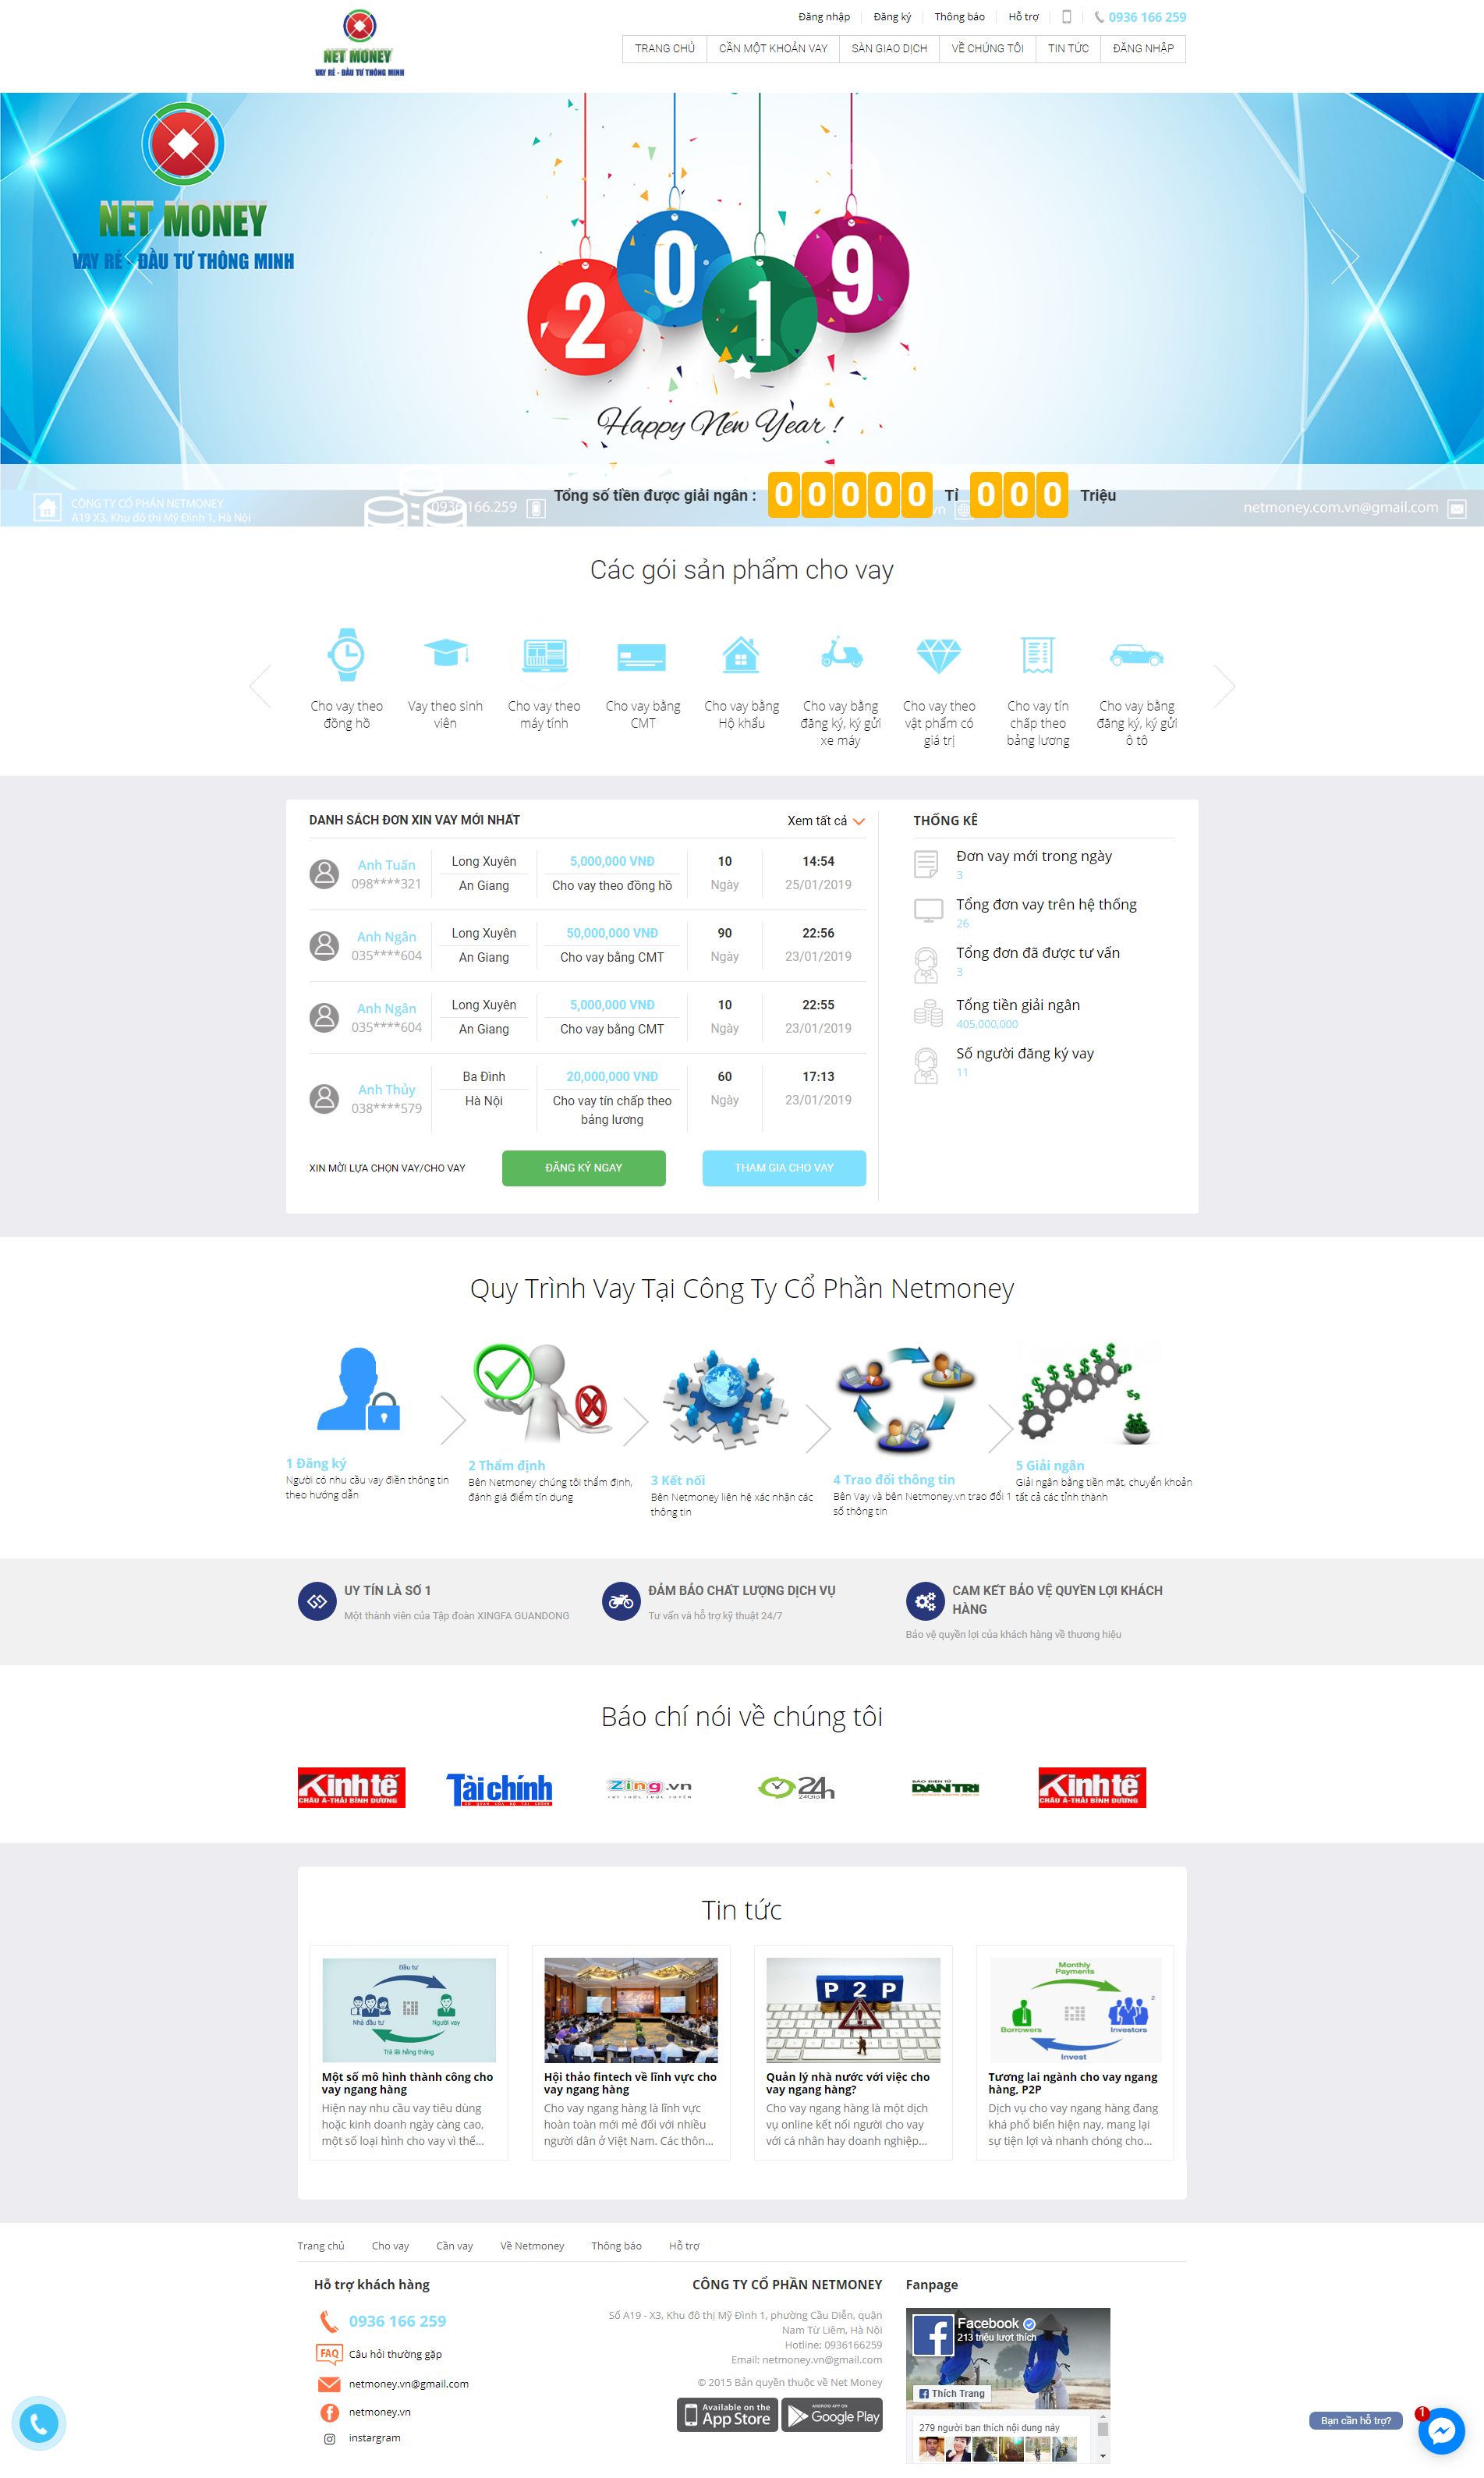 Đăng nhập
Đăng ký
Thông báo
Hỗ trợ
0936 166 259
NET MONEY
VAY RẺ - ĐẦU TƯ THÔNG MINH
TRANG CHỦ
CẦN MỘT KHOẢN VAY
SÀN GIAO DỊCH
VỀ CHÚNG TÔI
TIN TỨC
ĐĂNG NHẬP
NET MONEY
VAY RẺ - ĐẦU TƯ THÔNG MINH
2019
Happy New Year !
Tổng số tiền được giải ngân : 00000 Tỉ 000 Triệu
CÔNG TY CỔ PHẦN NETMONEY
A19 X3, Khu đô thị Mỹ Đình 1, Hà Nội
0936.166.259
vn
netmoney.com.vn@gmail.com
Các gói sản phẩm cho vay
Cho vay theo đồng hồ
Vay theo sinh viên
Cho vay theo máy tính
Cho vay bằng CMT
Cho vay bằng Hộ khẩu
Cho vay bằng đăng ký, ký gửi xe máy
Cho vay theo vật phẩm có giá trị
Cho vay tín chấp theo bảng lương
Cho vay bằng đăng ký, ký gửi ô tô
DANH SÁCH ĐƠN XIN VAY MỚI NHẤT
Xem tất cả
Anh Tuấn
098****321
Long Xuyên
An Giang
5,000,000 VNĐ
Cho vay theo đồng hồ
10
Ngày
14:54
25/01/2019
Anh Ngân
035****604
Long Xuyên
An Giang
50,000,000 VNĐ
Cho vay bằng CMT
90
Ngày
22:56
23/01/2019
Anh Ngân
035****604
Long Xuyên
An Giang
5,000,000 VNĐ
Cho vay bằng CMT
10
Ngày
22:55
23/01/2019
Anh Thủy
038****579
Ba Đình
Hà Nội
20,000,000 VNĐ
Cho vay tín chấp theo
bảng lương
60
Ngày
17:13
23/01/2019
XIN MỜI LỰA CHỌN VAY/CHO VAY
ĐĂNG KÝ NGAY
THAM GIA CHO VAY
THỐNG KÊ
Đơn vay mới trong ngày
3
Tổng đơn vay trên hệ thống
26
Tổng đơn đã được tư vấn
3
Tổng tiền giải ngân
405,000,000
Số người đăng ký vay
11
Quy Trình Vay Tại Công Ty Cổ Phần Netmoney
1 Đăng ký
Người có nhu cầu vay điền thông tin
theo hướng dẫn
2 Thẩm định
Bên Netmoney chúng tôi thẩm định,
đánh giá điểm tín dụng
3 Kết nối
Bên Netmoney liên hệ xác nhận các
thông tin
4 Trao đổi thông tin
Bên Vay và bên Netmoney.vn trao đổi 1
số thông tin
5 Giải ngân
Giải ngân bằng tiền mặt, chuyển khoản
tất cả các tỉnh thành
UY TÍN LÀ SỐ 1
Một thành viên của Tập đoàn XINGFA GUANDONG
ĐẢM BẢO CHẤT LƯỢNG DỊCH VỤ
Tư vấn và hỗ trợ kỹ thuật 24/7
CAM KẾT BẢO VỆ QUYỀN LỢI KHÁCH
HÀNG
Bảo vệ quyền lợi của khách hàng về thương hiệu
Báo chí nói về chúng tôi
Kinh tế
CHÂU Á-THÁI BÌNH DƯƠNG
Tài chính
Zing.vn
24h
DÂN TRÍ
Kinh tế
CHÂU Á-THÁI BÌNH DƯƠNG
Tin tức
Đầu tư
Nhà đầu tư
Người vay
Trả lãi hằng tháng
Một số mô hình thành công cho
vay ngang hàng
Hiện nay nhu cầu vay tiêu dùng
hoặc kinh doanh ngày càng cao,
một số loại hình cho vay vì thế...
Hội thảo fintech về lĩnh vực cho
vay ngang hàng
Cho vay ngang hàng là lĩnh vực
hoàn toàn mới mẻ đối với nhiều
người dân ở Việt Nam. Các thôn...
P 2 P
Quản lý nhà nước với việc cho
vay ngang hàng?
Cho vay ngang hàng là một dịch
vụ online kết nối người cho vay
với cá nhân hay doanh nghiệp...
Monthly
Payments
Borrowers
Investors
Invest
Tương lai ngành cho vay ngang
hàng, P2P
Dịch vụ cho vay ngang hàng đang
khá phổ biến hiện nay, mang lại
sự tiện lợi và nhanh chóng cho...
Trang chủ
Cho vay
Cần vay
Về Netmoney
Thông báo
Hỗ trợ
Hỗ trợ khách hàng
0936 166 259
FAQ
Câu hỏi thường gặp
netmoney.vn@gmail.com
netmoney.vn
instargram
CÔNG TY CỔ PHẦN NETMONEY
Số A19 - X3, Khu đô thị Mỹ Đình 1, phường Cầu Diễn, quận
Nam Từ Liêm, Hà Nội
Hotline: 0936166259
Email: netmoney.vn@gmail.com
© 2015 Bản quyền thuộc về Net Money
Available on the
App Store
ANDROID APP ON
Google Play
Fanpage
Facebook
213 triệu lượt thích
Thích Trang
279 người bạn thích nội dung này
Bạn cần hỗ trợ?
1